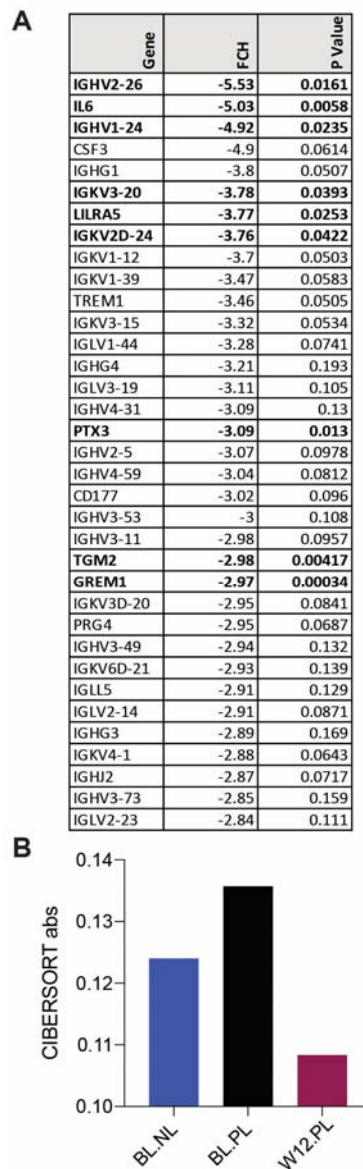 A
Gene FCH P Value
IGHV2-26 -5.53 0.0161
IL6 -5.03 0.0058
IGHV1-24 -4.92 0.0235
CSF3 -4.9 0.0614
IGHG1 -3.8 0.0507
IGKV3-20 -3.78 0.0393
LILRA5 -3.77 0.0253
IGKV2D-24 -3.76 0.0422
IGKV1-12 -3.7 0.0503
IGKV1-39 -3.47 0.0583
TREM1 -3.46 0.0505
IGKV3-15 -3.32 0.0534
IGLV1-44 -3.28 0.0741
IGHG4 -3.21 0.193
IGLV3-19 -3.11 0.105
IGHV4-31 -3.09 0.13
PTX3 -3.09 0.013
IGHV2-5 -3.07 0.0978
IGHV4-59 -3.04 0.0812
CD177 -3.02 0.096
IGHV3-53 -3 0.108
IGHV3-11 -2.98 0.0957
TGM2 -2.98 0.00417
GREM1 -2.97 0.00034
IGKV3D-20 -2.95 0.0841
PRG4 -2.95 0.0687
IGHV3-49 -2.94 0.132
IGKV6D-21 -2.93 0.139
IGLL5 -2.91 0.129
IGLV2-14 -2.91 0.0871
IGHG3 -2.89 0.169
IGKV4-1 -2.88 0.0643
IGHJ2 -2.87 0.0717
IGHV3-73 -2.85 0.159
IGLV2-23 -2.84 0.111
B
CIBERSORT abs
0.14
0.13
0.12
0.11
0.10
BL.NL BL.PL W12.PL